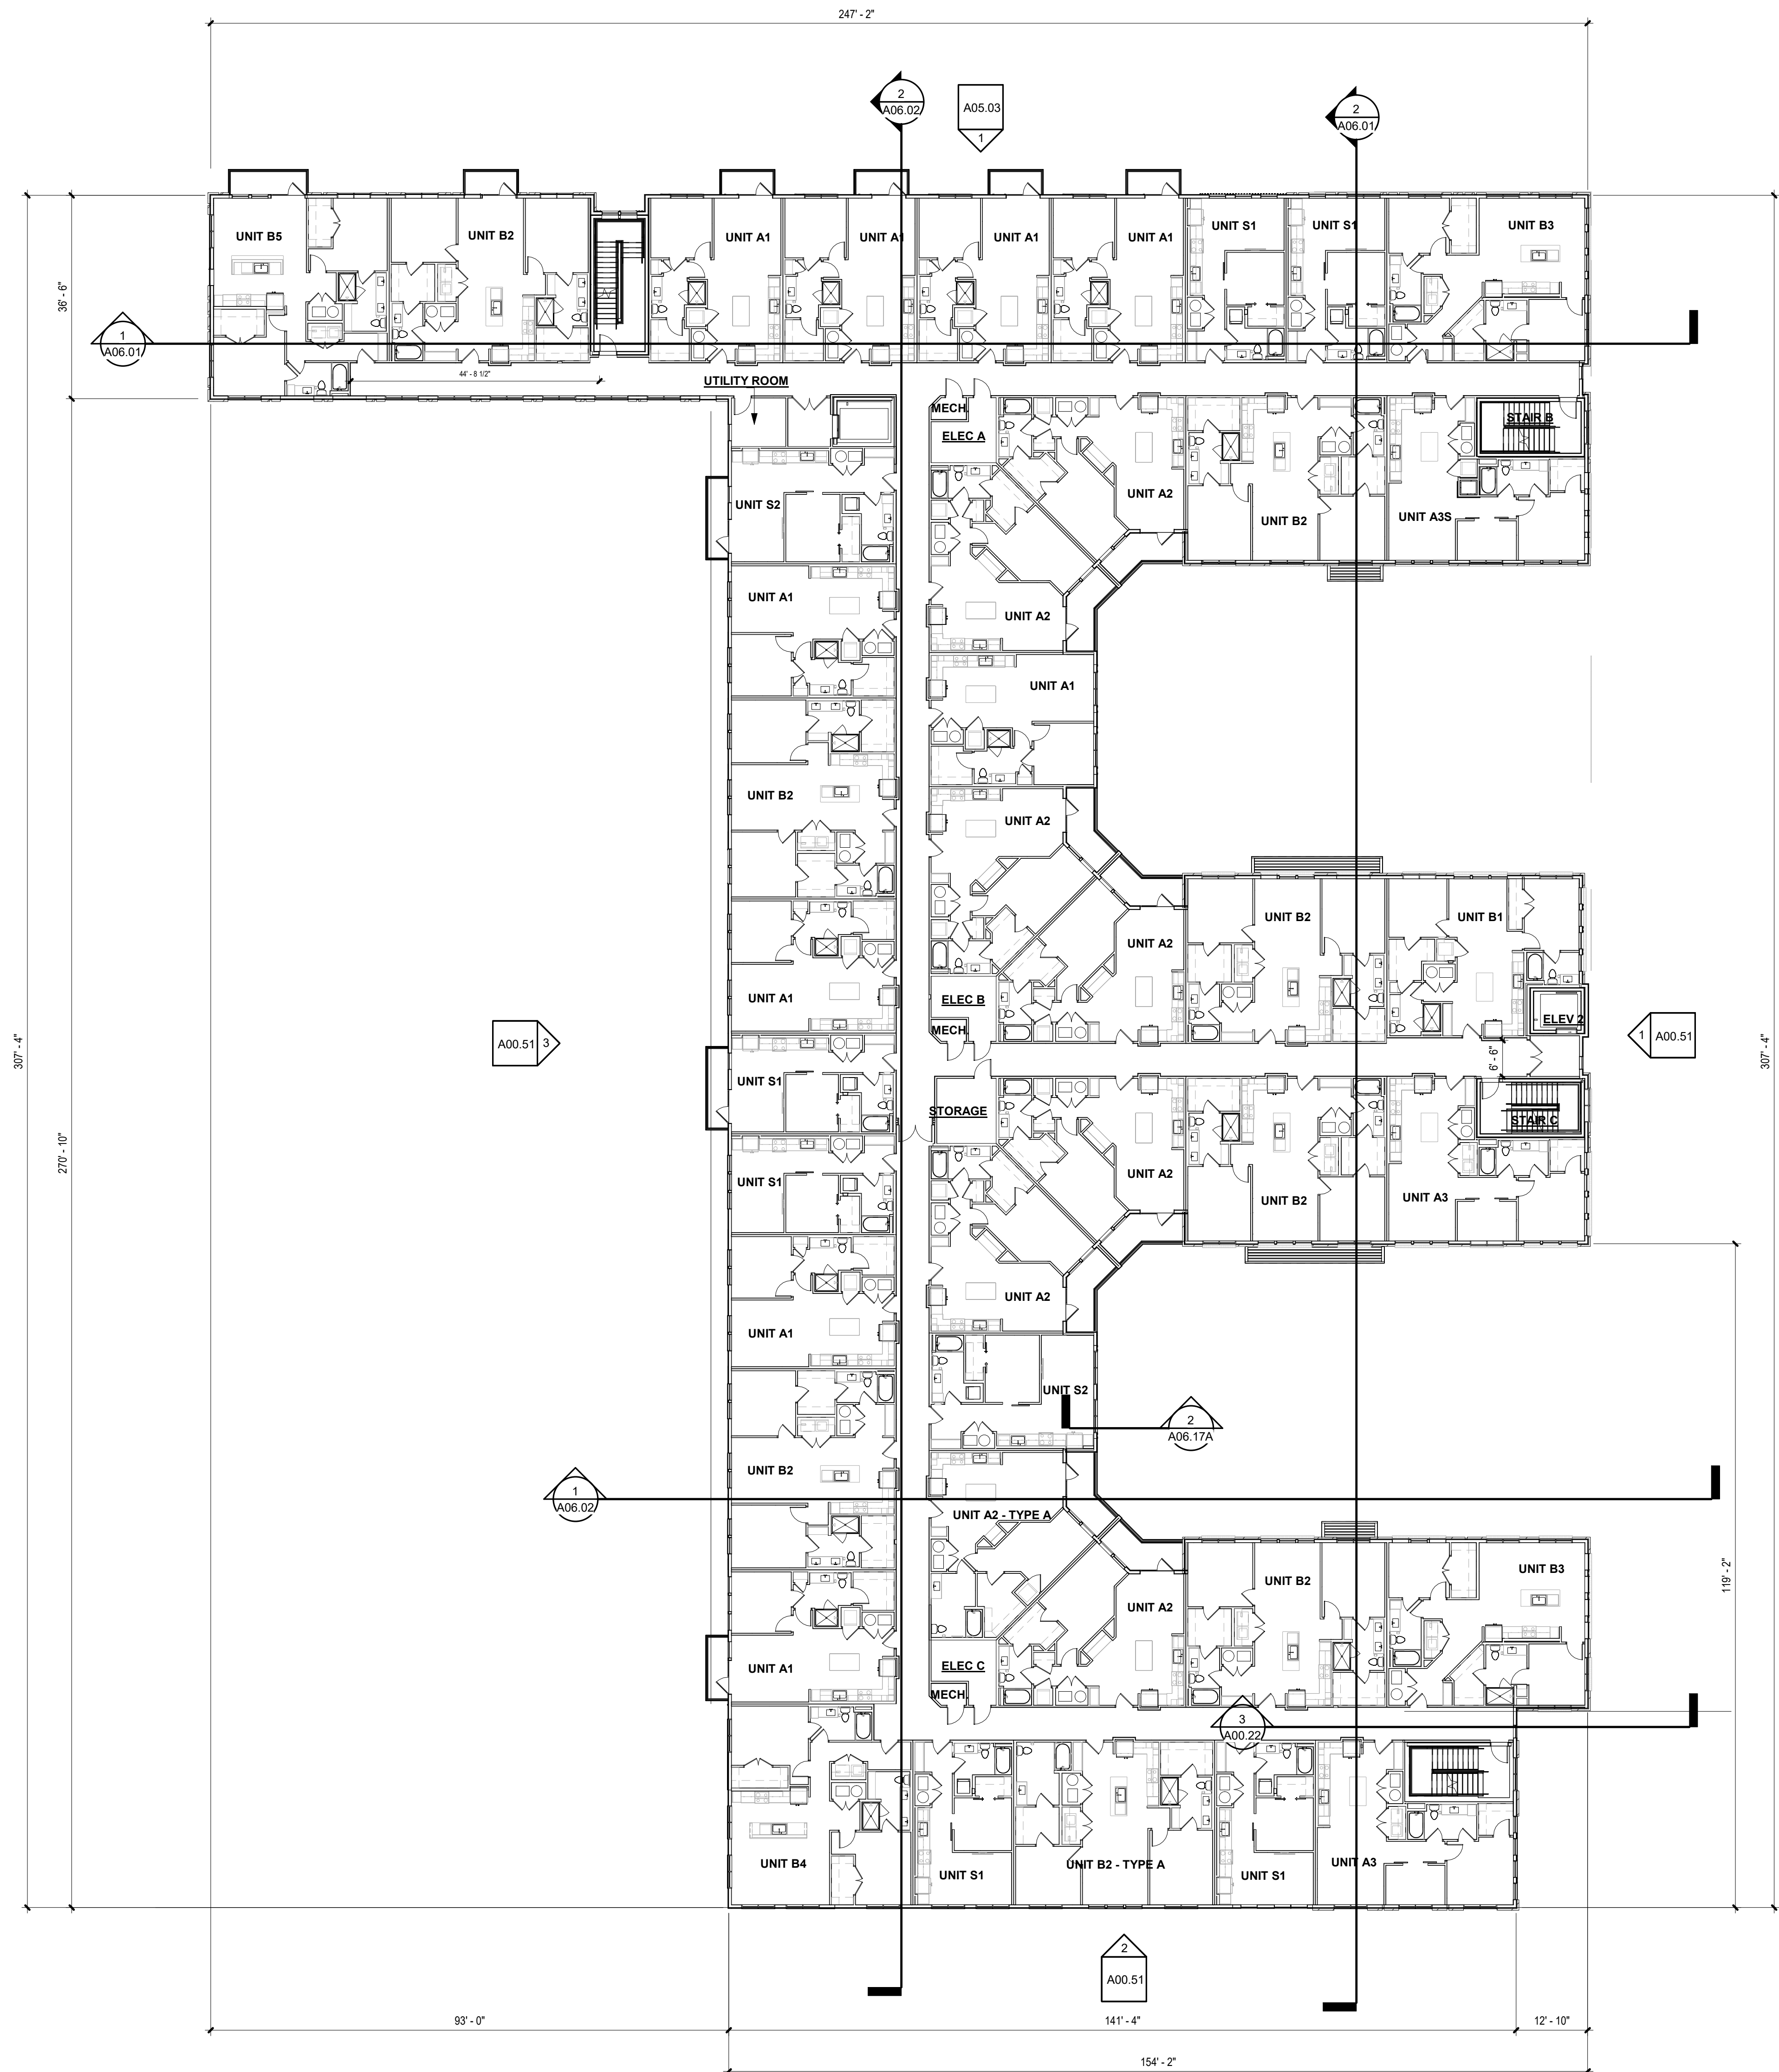 247' - 2"
2
A06.02
A05.03
1
2
A06.01
UNIT B5
UNIT B2
UNIT A1
UNIT A1
UNIT A1
UNIT A1
UNIT S1
UNIT S1
UNIT B3
36' - 6"
1
A06.01
44' - 8 1/2"
UTILITY ROOM
MECH.
ELEC A
STAIR B
UNIT S2
UNIT A2
UNIT B2
UNIT A3S
UNIT A1
UNIT A2
UNIT A1
UNIT B2
UNIT A2
UNIT B2
UNIT B1
UNIT A2
UNIT A1
ELEC B
MECH.
ELEV 2
307' - 4"
A00.51
3
1
A00.51
307' - 4"
6' - 6"
UNIT S1
STORAGE
STAIR C
270' - 10"
UNIT S1
UNIT A2
UNIT B2
UNIT A3
UNIT A2
UNIT A1
UNIT S2
2
A06.17A
UNIT B2
1
A06.02
UNIT A2 - TYPE A
UNIT B2
UNIT B3
119' - 2"
UNIT A2
UNIT A1
ELEC C
MECH.
3
A00.22
UNIT B4
UNIT S1
UNIT B2 - TYPE A
UNIT S1
UNIT A3
2
A00.51
93' - 0"
141' - 4"
12' - 10"
154' - 2"